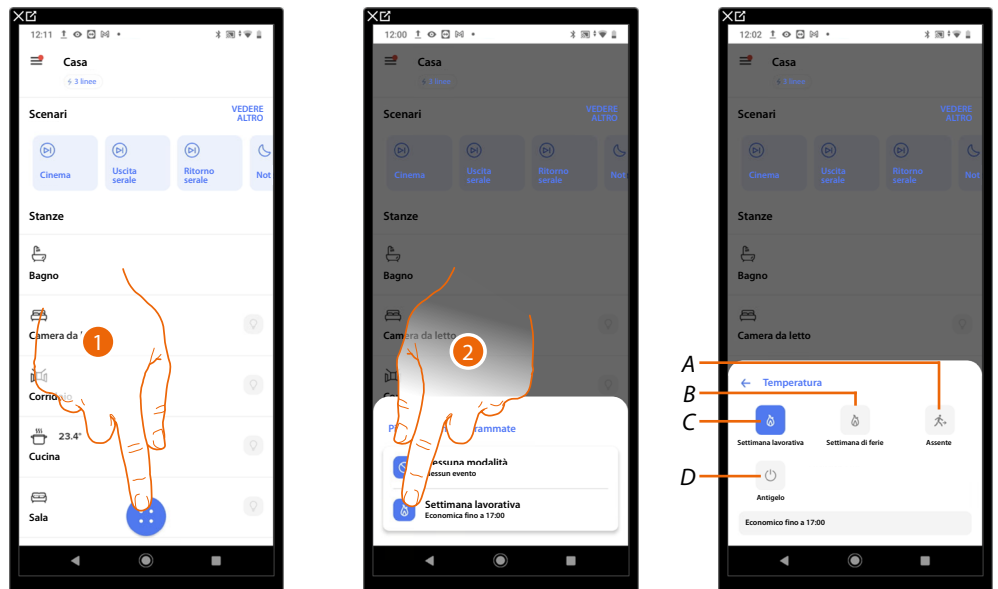 12:11
Casa
3 linee
Scenari
VEDERE
ALTRO
Cinema
Uscita
serale
Ritorno
serale
Not
Stanze
Bagno
Camera da
1
Corridoio
23.4°
Cucina
Sala
12:00
Casa
3 linee
Scenari
VEDERE
ALTRO
Cinema
Uscita
serale
Ritorno
serale
Not
Stanze
Bagno
Camera da letto
2
essuna modalità
essun evento
Settimana lavorativa
Economica fino a 17:00
12:02
Casa
3 linee
Scenari
VEDERE
ALTRO
Cinema
Uscita
serale
Ritorno
serale
Not
Stanze
Bagno
Camera da letto
A
B
C
D
Temperatura
Settimana lavorativa
Settimana di ferie
Assente
Antigelo
Economico fino a 17:00